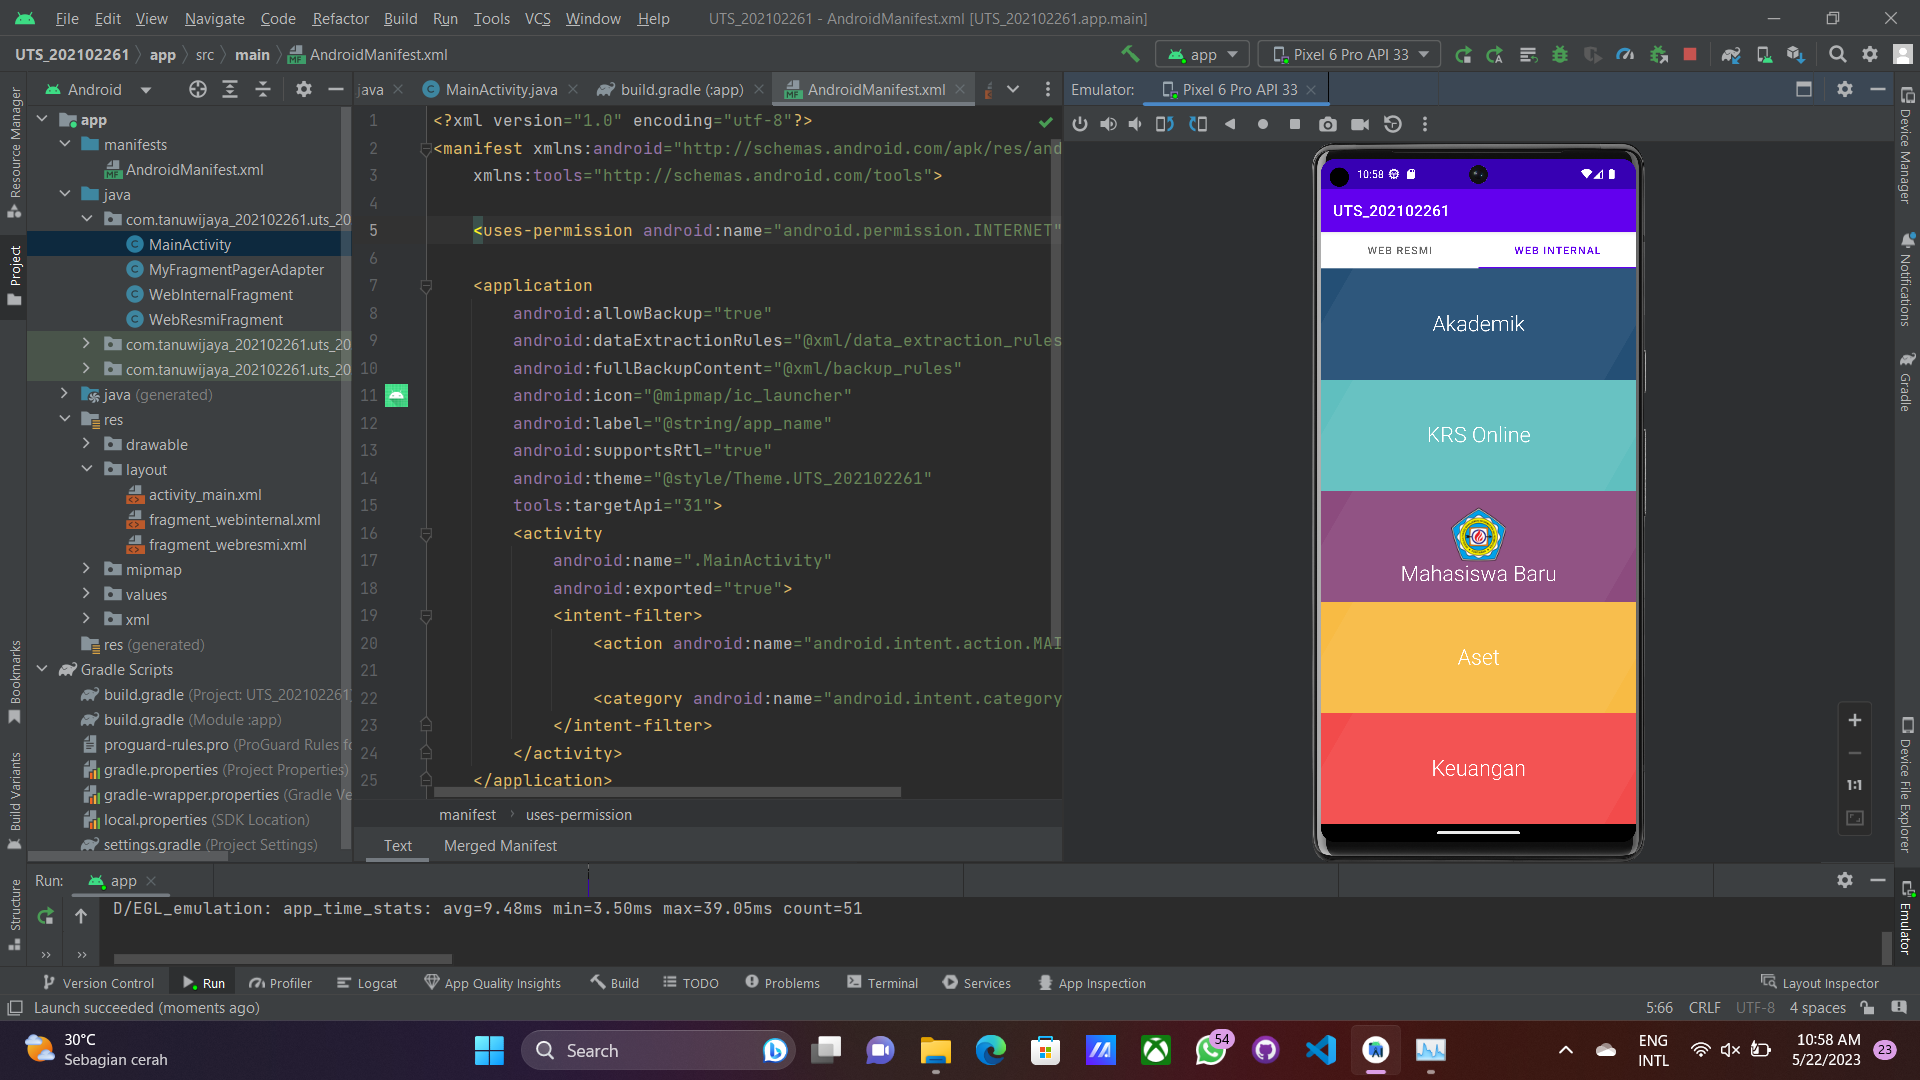 File Edit View Navigate Code Refactor Build Run Tools VCS Window Help UTS_202102261 - AndroidManifest.xml [UTS_202102261.app.main]
UTS_202102261 app src main AndroidManifest.xml app Pixel 6 Pro API 33
Android java MainActivity.java build.gradle (:app) AndroidManifest.xml Emulator: Pixel 6 Pro API 33
Resource Manager
Project
Bookmarks
Build Variants
Structure
app
manifests
AndroidManifest.xml
java
com.tanuwijaya_202102261.uts_20
MainActivity
MyFragmentPagerAdapter
WebInternalFragment
WebResmiFragment
com.tanuwijaya_202102261.uts_20
com.tanuwijaya_202102261.uts_20
java (generated)
res
drawable
layout
activity_main.xml
fragment_webinternal.xml
fragment_webresmi.xml
mipmap
values
xml
res (generated)
Gradle Scripts
build.gradle (Project: UTS_202102261)
build.gradle (Module :app)
proguard-rules.pro (ProGuard Rules fo
gradle.properties (Project Properties)
gradle-wrapper.properties (Gradle Ve
local.properties (SDK Location)
settings.gradle (Project Settings)
1 <?xml version="1.0" encoding="utf-8"?>
2 <manifest xmlns:android="http://schemas.android.com/apk/res/and
3 xmlns:tools="http://schemas.android.com/tools">
4
5 <uses-permission android:name="android.permission.INTERNET"
6
7 <application
8 android:allowBackup="true"
9 android:dataExtractionRules="@xml/data_extraction_rules
10 android:fullBackupContent="@xml/backup_rules"
11 android:icon="@mipmap/ic_launcher"
12 android:label="@string/app_name"
13 android:supportsRtl="true"
14 android:theme="@style/Theme.UTS_202102261"
15 tools:targetApi="31">
16 <activity
17 android:name=".MainActivity"
18 android:exported="true">
19 <intent-filter>
20 <action android:name="android.intent.action.MAI
21
22 <category android:name="android.intent.category
23 </intent-filter>
24 </activity>
25 </application>
manifest uses-permission
Text Merged Manifest
10:58
UTS_202102261
WEB RESMI WEB INTERNAL
Akademik
KRS Online
Mahasiswa Baru
Aset
Keuangan
1:1
Device Manager
Notifications
Gradle
Device File Explorer
Emulator
Run: app
D/EGL_emulation: app_time_stats: avg=9.48ms min=3.50ms max=39.05ms count=51
Version Control Run Profiler Logcat App Quality Insights Build TODO Problems Terminal Services App Inspection Layout Inspector
Launch succeeded (moments ago) 5:66 CRLF UTF-8 4 spaces
30°C
Sebagian cerah
Search
54
ENG
INTL
10:58 AM
5/22/2023
23